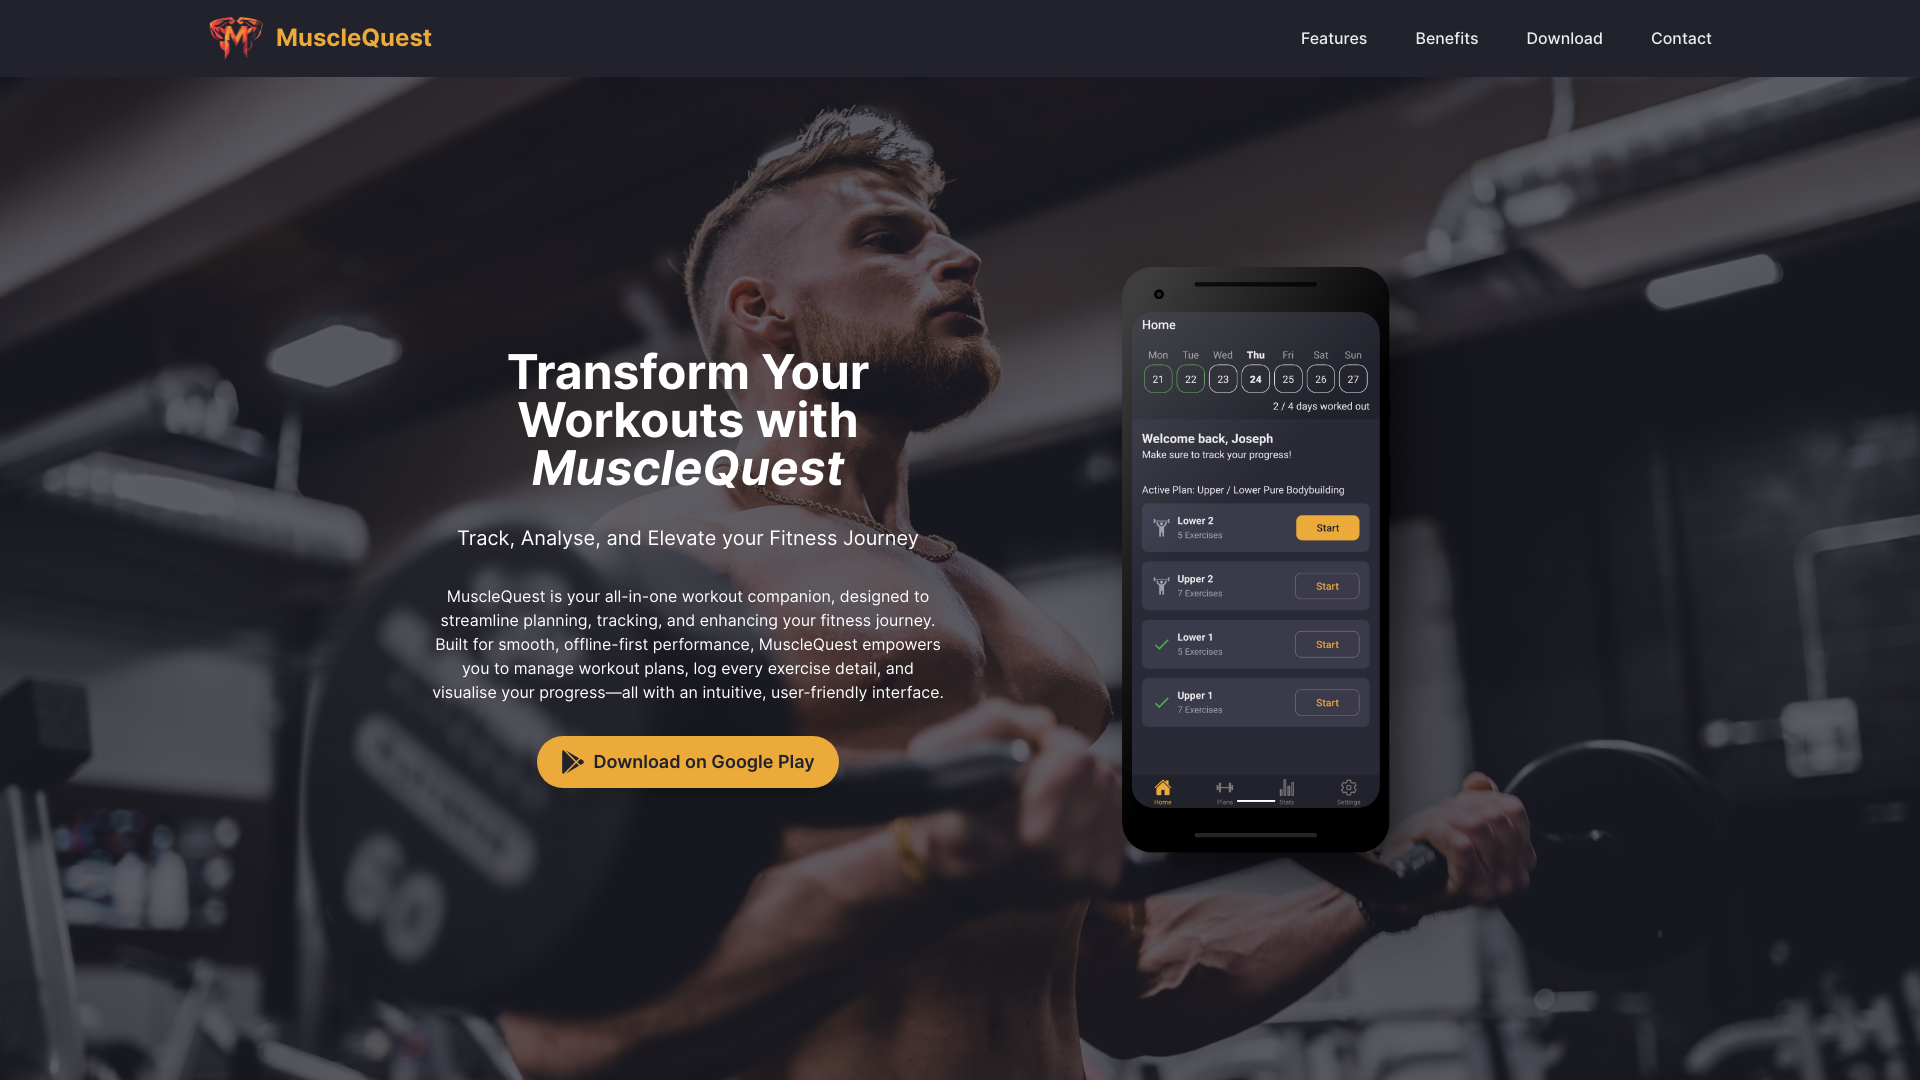 MuscleQuest
Features
Benefits
Download
Contact
Transform Your
Workouts with
MuscleQuest
Track, Analyse, and Elevate your Fitness Journey
MuscleQuest is your all-in-one workout companion, designed to
streamline planning, tracking, and enhancing your fitness journey.
Built for smooth, offline-first performance, MuscleQuest empowers
you to manage workout plans, log every exercise detail, and
visualise your progress—all with an intuitive, user-friendly interface.
Download on Google Play
Home
Mon Tue Wed Thu Fri Sat Sun
21 22 23 24 25 26 27
2 / 4 days worked out
Welcome back, Joseph
Make sure to track your progress!
Active Plan: Upper / Lower Pure Bodybuilding
Lower 2
5 Exercises
Start
Upper 2
7 Exercises
Start
Lower 1
5 Exercises
Start
Upper 1
7 Exercises
Start
Home Plans Stats Settings